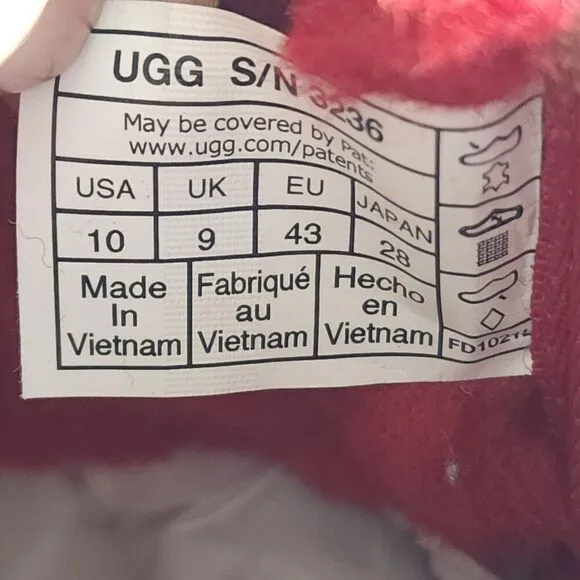 UGG S/N 3236
May be covered by Pat:
www.ugg.com/patents
USA UK EU JAPAN
10 9 43 28
Made Fabriqué Hecho
In au en
Vietnam Vietnam Vietnam